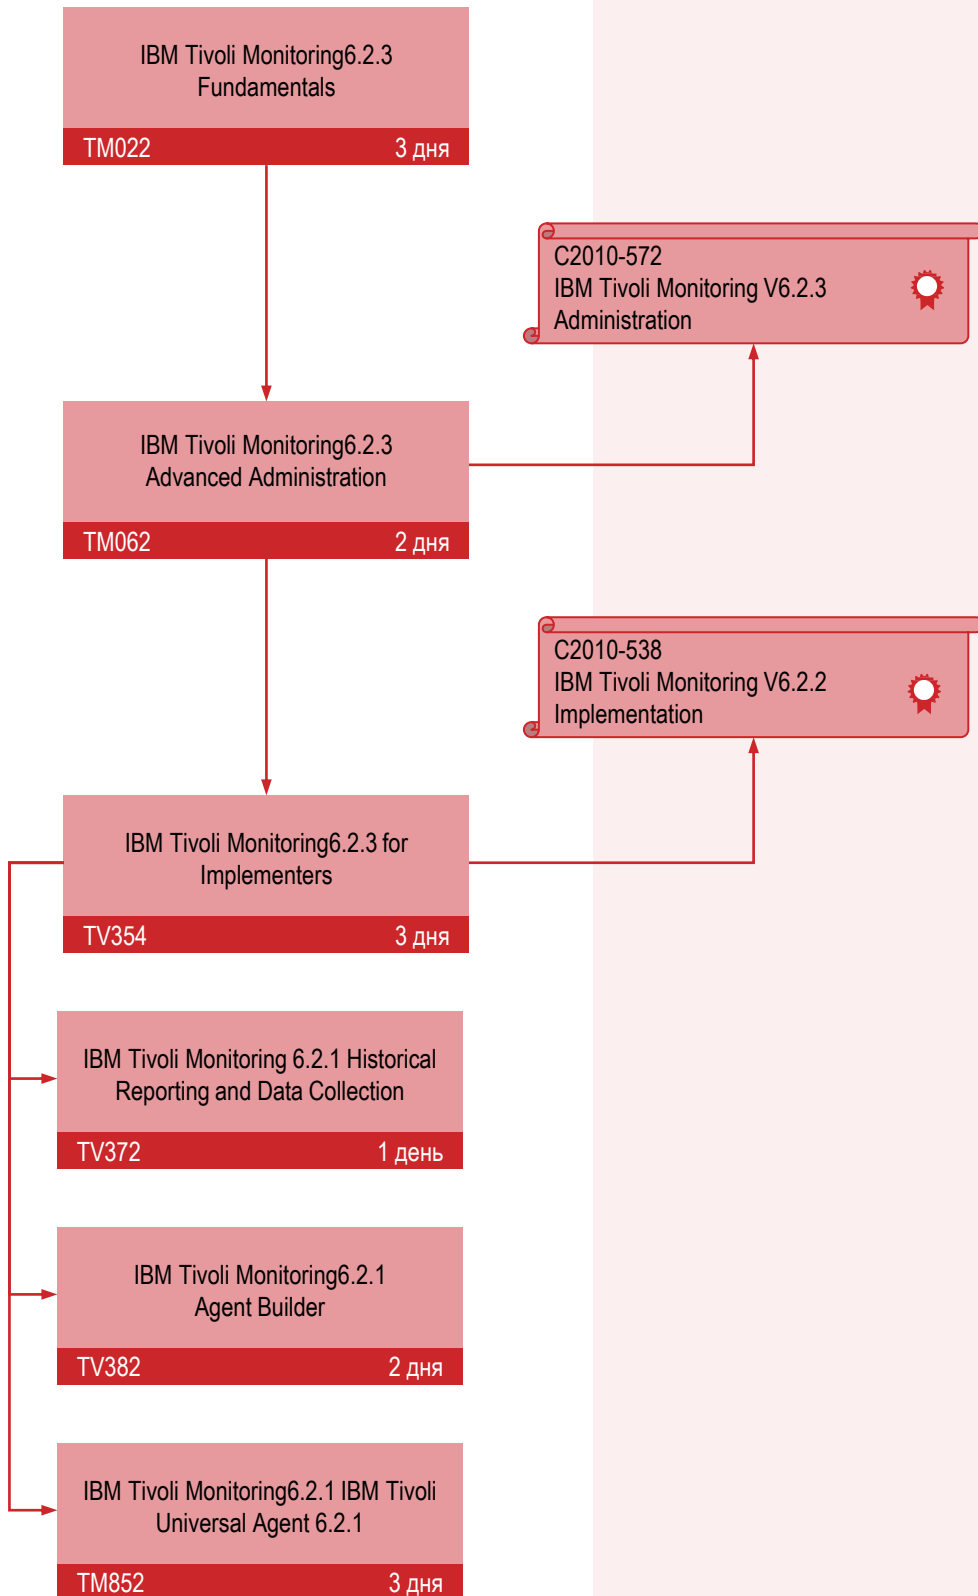 IBM Tivoli Monitoring6.2.3
Fundamentals
TM022 3 дня
C2010-572
IBM Tivoli Monitoring V6.2.3
Administration
IBM Tivoli Monitoring6.2.3
Advanced Administration
TM062 2 дня
C2010-538
IBM Tivoli Monitoring V6.2.2
Implementation
IBM Tivoli Monitoring6.2.3 for
Implementers
TV354 3 дня
IBM Tivoli Monitoring 6.2.1 Historical
Reporting and Data Collection
TV372 1 день
IBM Tivoli Monitoring6.2.1
Agent Builder
TV382 2 дня
IBM Tivoli Monitoring6.2.1 IBM Tivoli
Universal Agent 6.2.1
TM852 3 дня